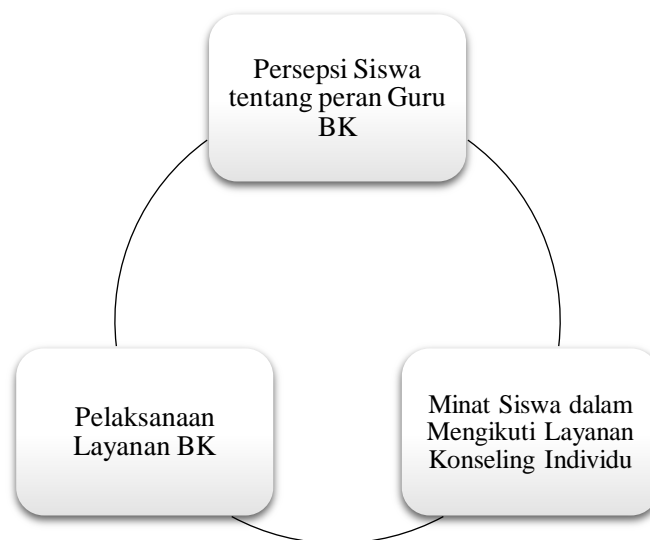 Persepsi Siswa
tentang peran Guru
BK
Pelaksanaan
Layanan BK
Minat Siswa dalam
Mengikuti Layanan
Konseling Individu